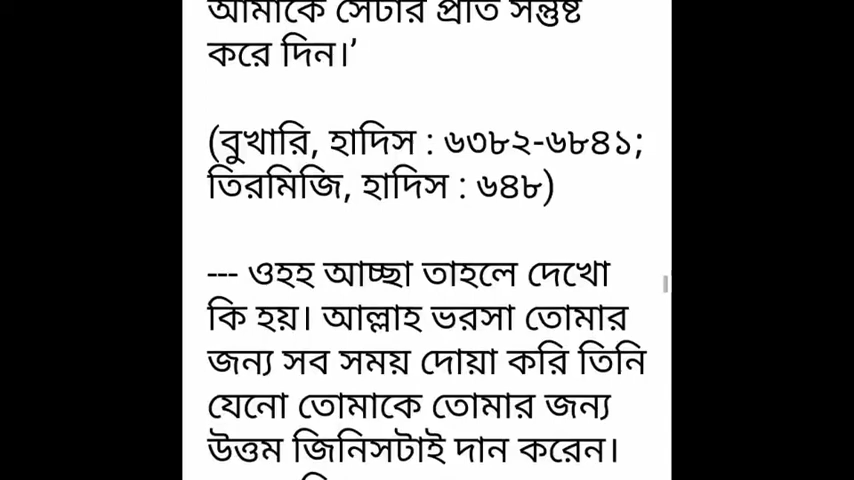 আমাকে সেটার প্রতি সন্তুষ্ট
করে দিন।’
(বুখারি, হাদিস : ৬৩৮২-৬৮৪১;
তিরমিজি, হাদিস : ৬৪৮)
--- ওহহ আচ্ছা তাহলে দেখো
কি হয়। আল্লাহ ভরসা তোমার
জন্য সব সময় দোয়া করি তিনি
যেনো তোমাকে তোমার জন্য
উত্তম জিনিসটাই দান করেন।